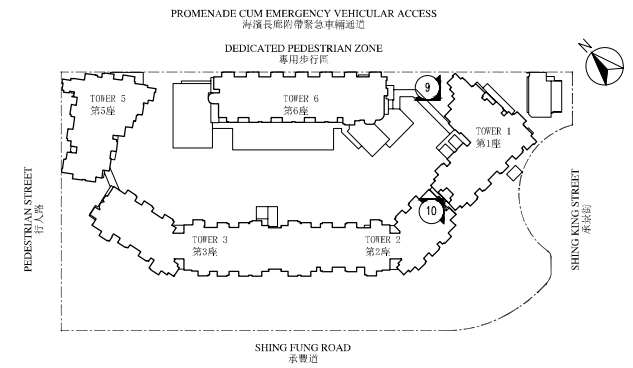 PROMENADE CUM EMERGENCY VEHICULAR ACCESS
海濱長廊附帶緊急車輛通道
DEDICATED PEDESTRIAN ZONE
專用步行區
N
TOWER 5
第5座
TOWER 6
第6座
9
TOWER 1
第1座
PEDESTRIAN STREET
行人路
SHING KING STREET
承景街
10
TOWER 3
第3座
TOWER 2
第2座
SHING FUNG ROAD
承豐道